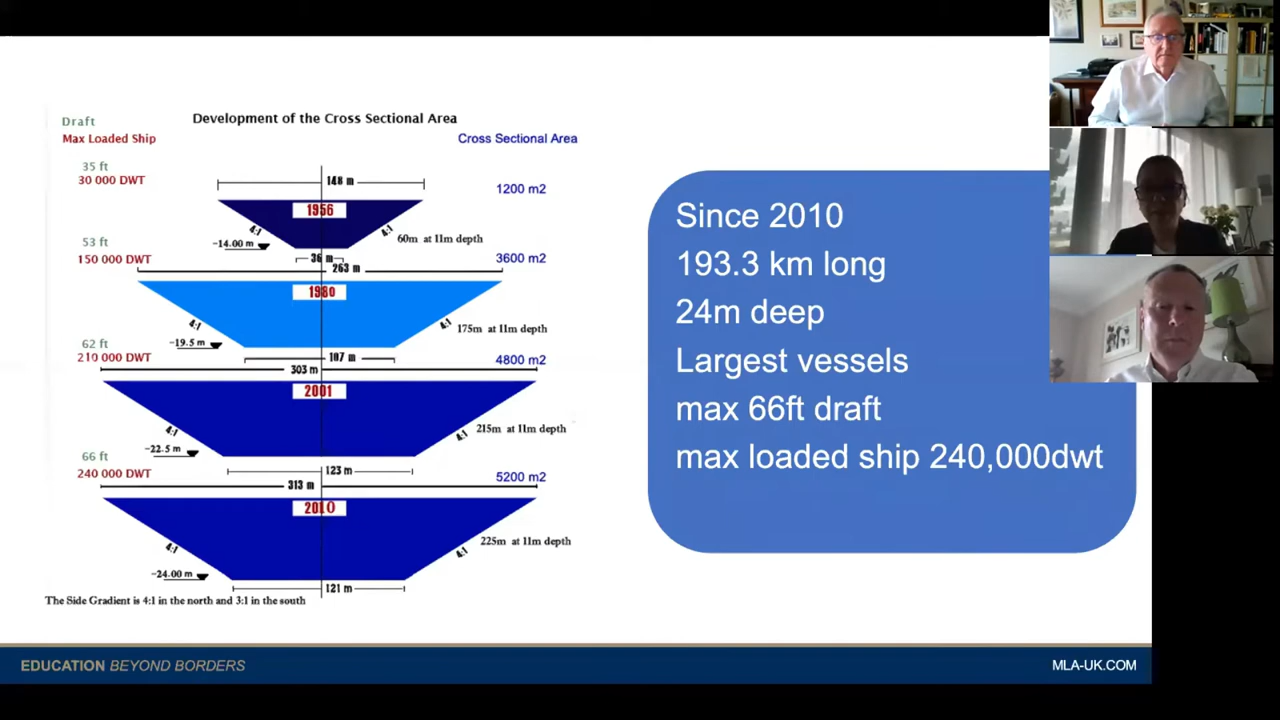 Development of the Cross Sectional Area
Draft
Max Loaded Ship
Cross Sectional Area
35 ft
30 000 DWT
148 m
1200 m2
1956
4:1
4:1
60m at 11m depth
-14.00 m
36 m
53 ft
150 000 DWT
263 m
3600 m2
1980
4:1
4:1
175m at 11m depth
-19.5 m
107 m
62 ft
210 000 DWT
303 m
4800 m2
2001
4:1
4:1
215m at 11m depth
-22.5 m
123 m
66 ft
240 000 DWT
313 m
5200 m2
2010
4:1
4:1
225m at 11m depth
-24.00 m
121 m
The Side Gradient is 4:1 in the north and 3:1 in the south
Since 2010
193.3 km long
24m deep
Largest vessels
max 66ft draft
max loaded ship 240,000dwt
EDUCATION BEYOND BORDERS
MLA-UK.COM